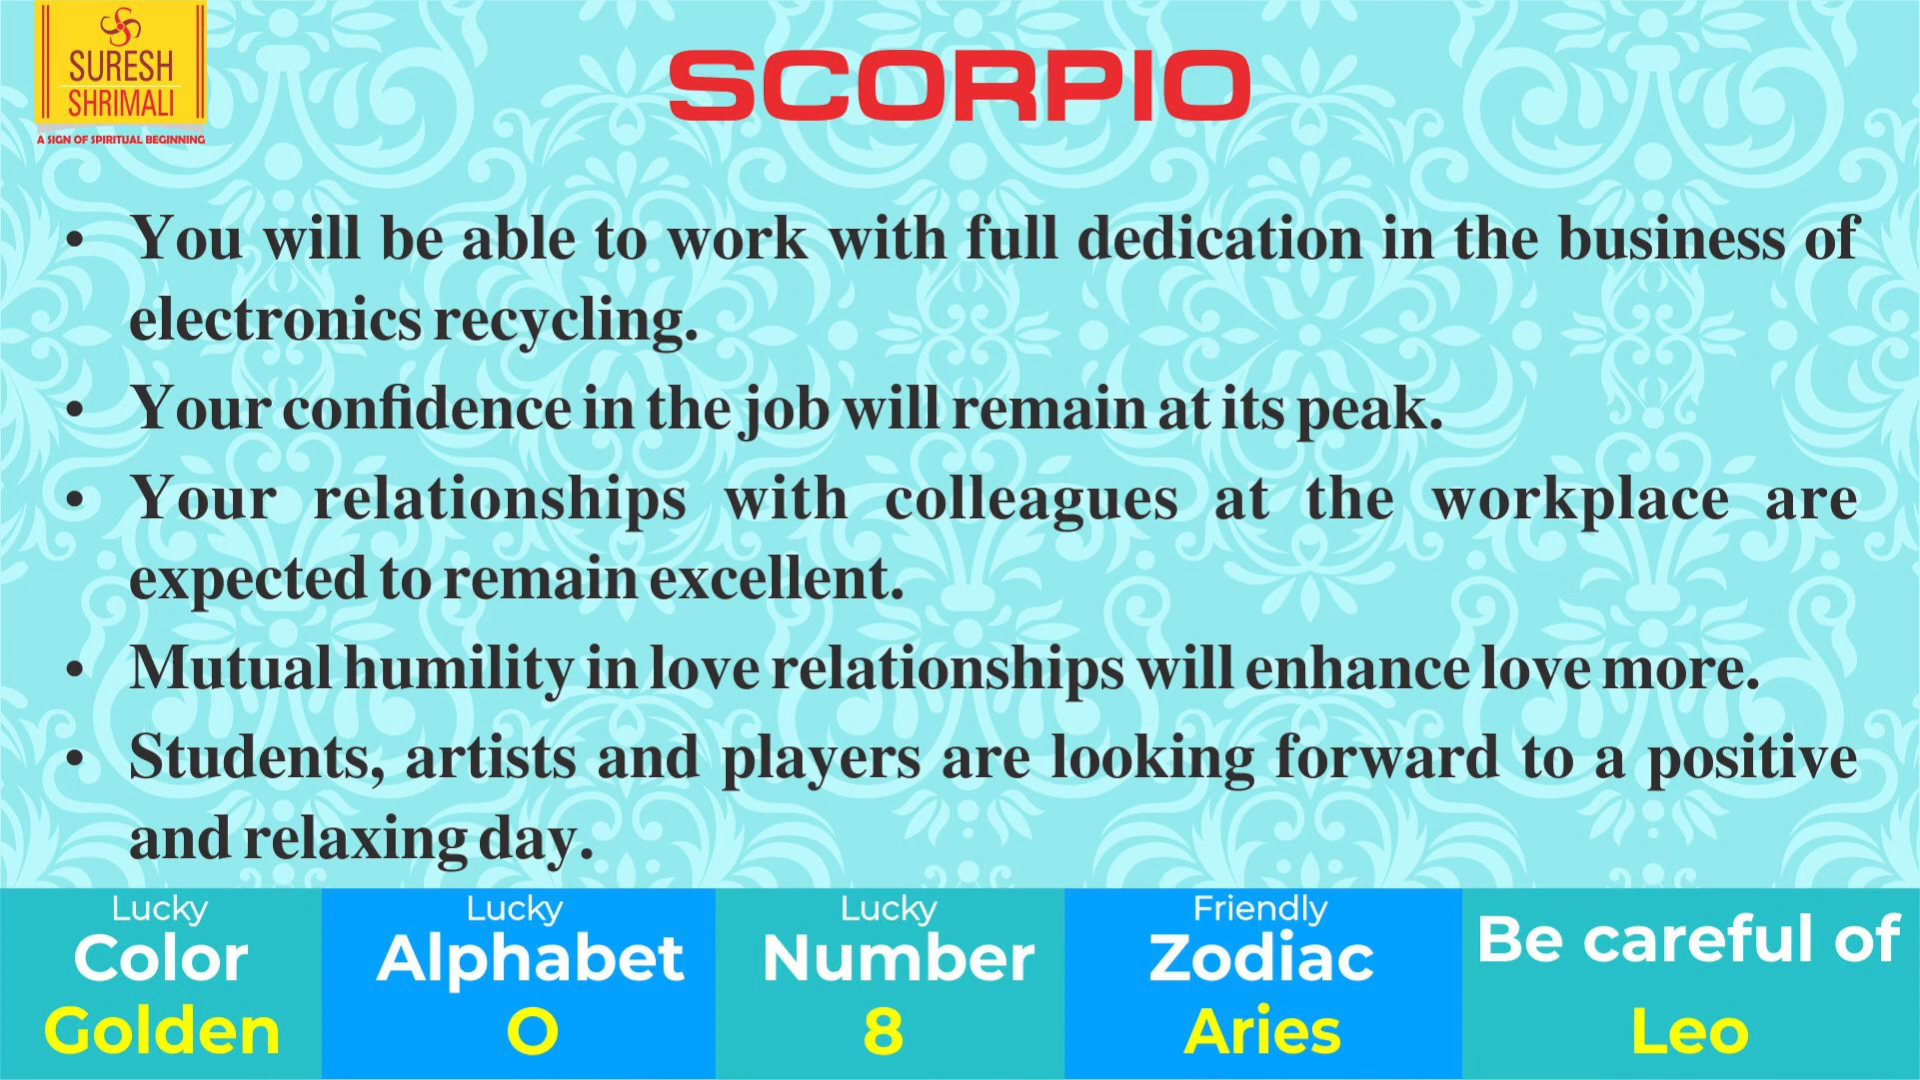 SURESH
SHRIMALI
A SIGN OF SPIRITUAL BEGINNING
SCORPIO
• You will be able to work with full dedication in the business of
electronics recycling.
• Your confidence in the job will remain at its peak.
• Your relationships with colleagues at the workplace are
expected to remain excellent.
• Mutual humility in love relationships will enhance love more.
• Students, artists and players are looking forward to a positive
and relaxing day.
Lucky
Color
Golden
Lucky
Alphabet
O
Lucky
Number
8
Friendly
Zodiac
Aries
Be careful of
Leo